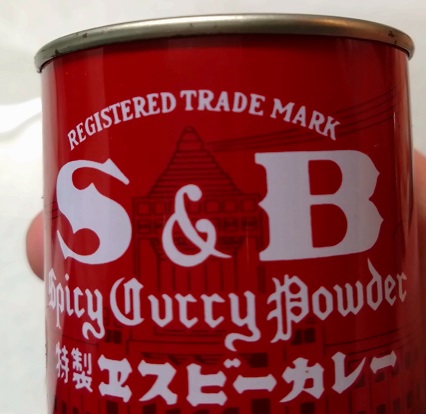 REGISTERED TRADE MARK
S & B
Spicy Curry Powder
特製 ヱスビーカレー